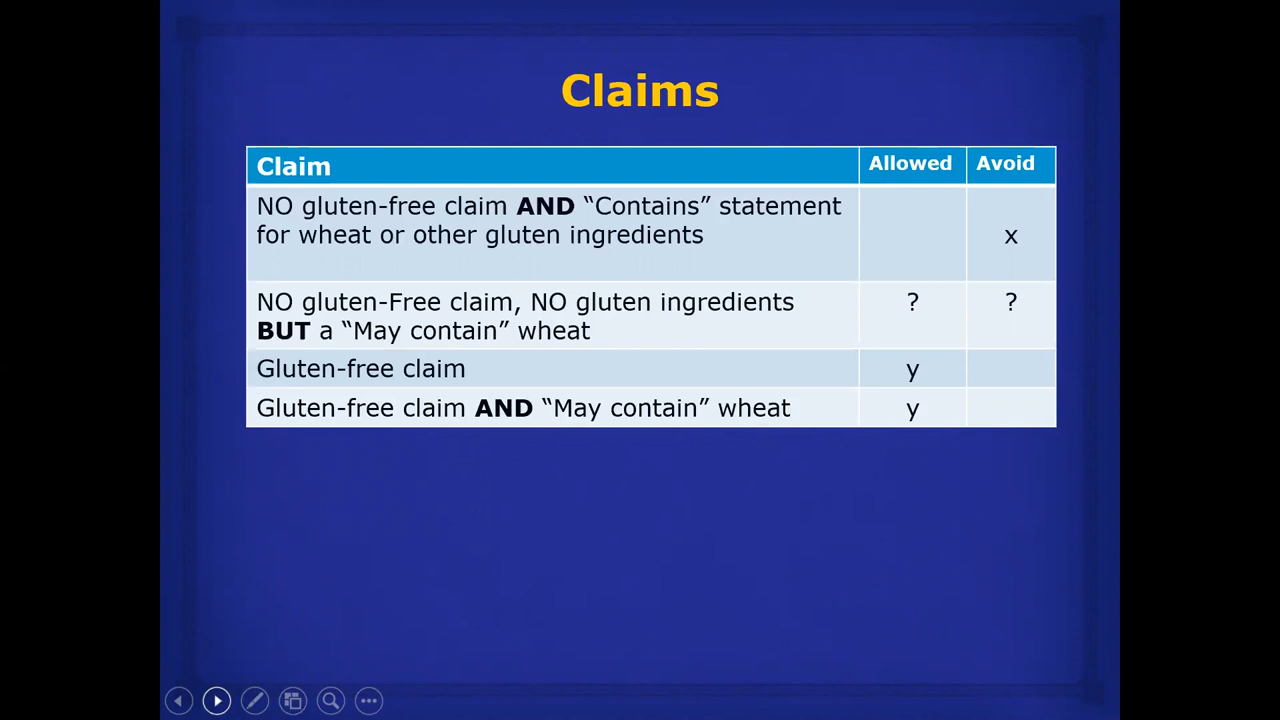 Claims
Claim Allowed Avoid
NO gluten-free claim AND “Contains” statement
for wheat or other gluten ingredients x
NO gluten-Free claim, NO gluten ingredients ? ?
BUT a “May contain” wheat
Gluten-free claim y
Gluten-free claim AND “May contain” wheat y